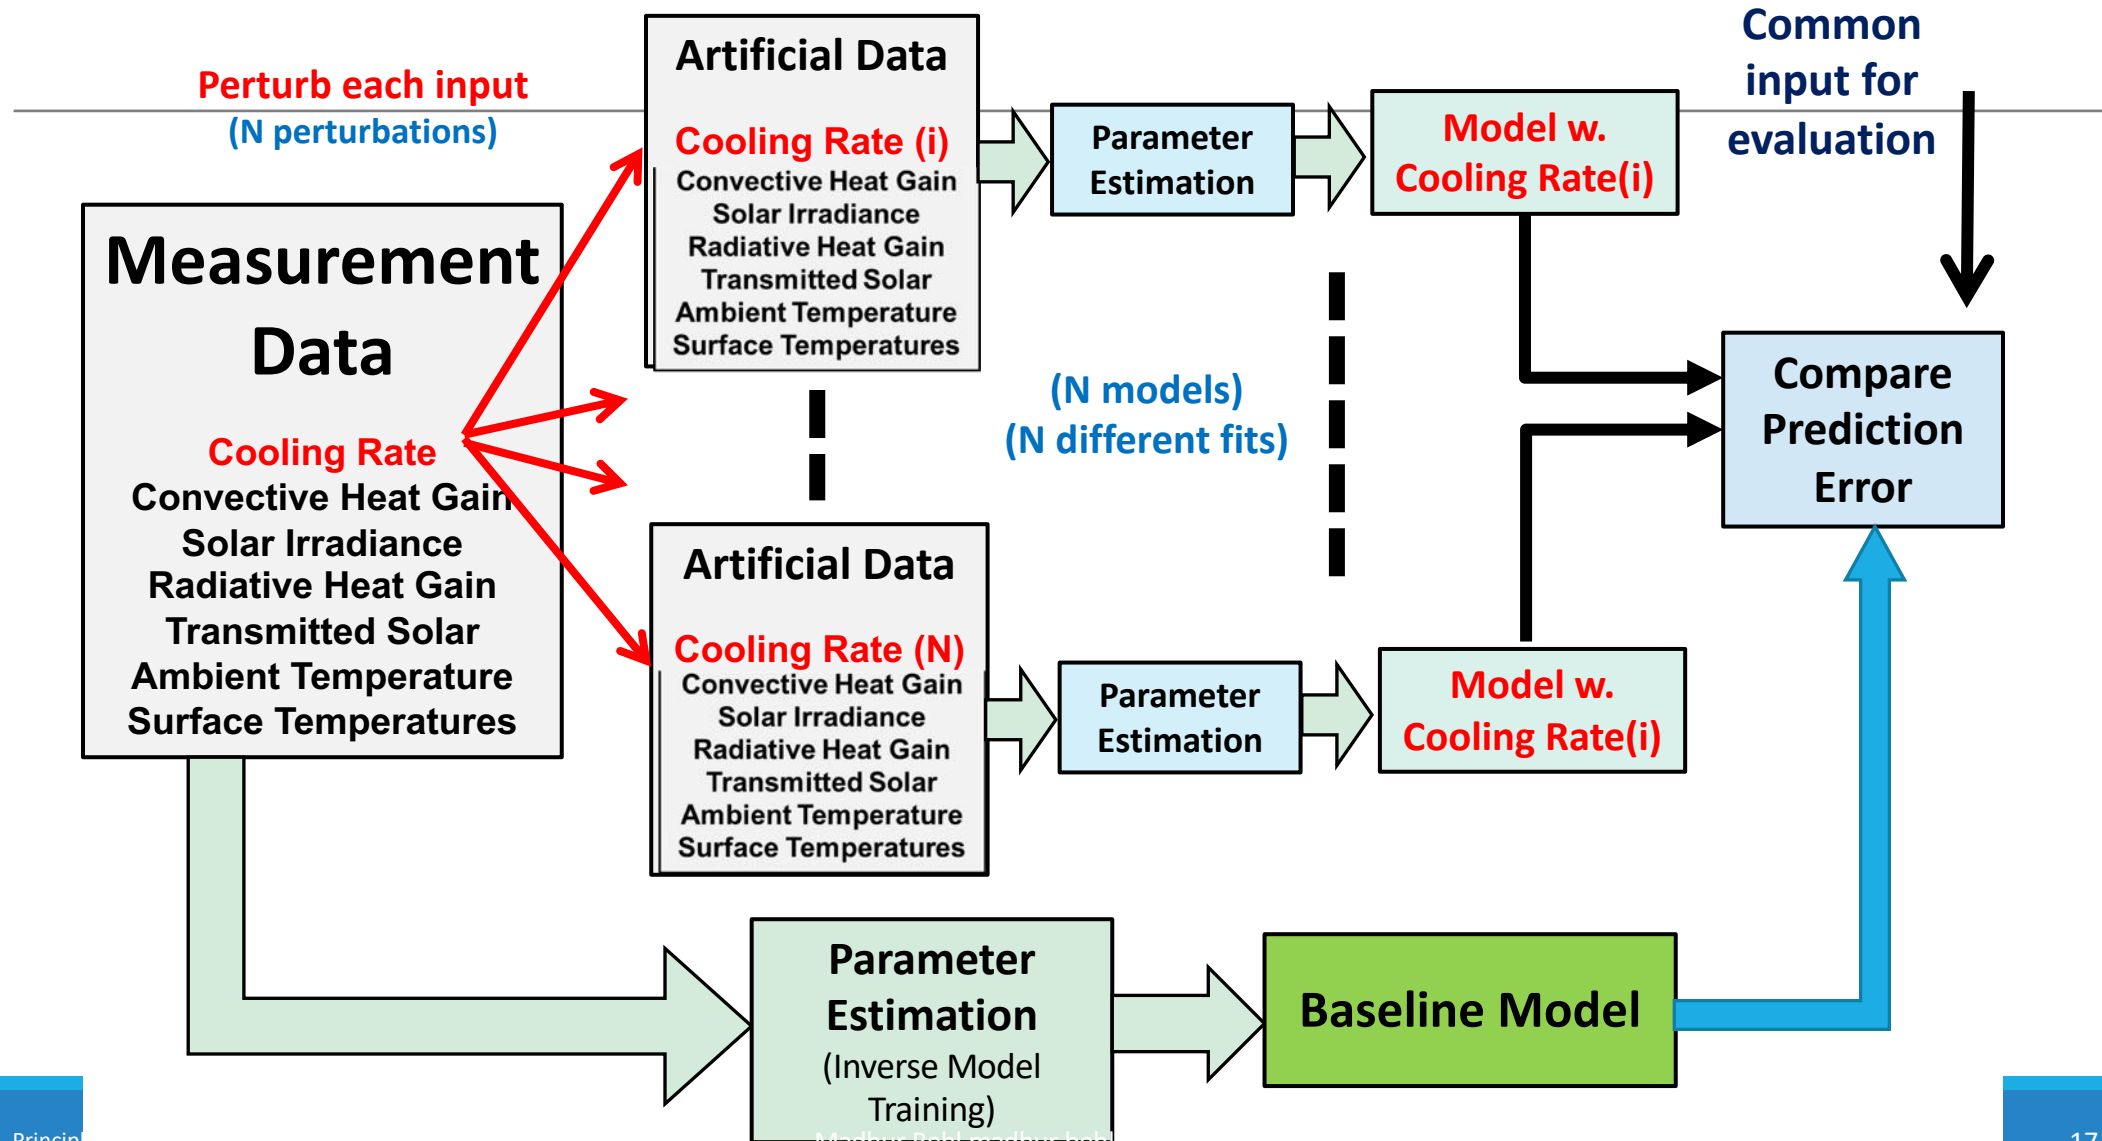 Perturb each input
(N perturbations)
Measurement
Data
Cooling Rate
Convective Heat Gain
Solar Irradiance
Radiative Heat Gain
Transmitted Solar
Ambient Temperature
Surface Temperatures
Artificial Data
Cooling Rate (i)
Convective Heat Gain
Solar Irradiance
Radiative Heat Gain
Transmitted Solar
Ambient Temperature
Surface Temperatures
Parameter
Estimation
Model w.
Cooling Rate(i)
Common
input for
evaluation
(N models)
(N different fits)
Compare
Prediction
Error
Artificial Data
Cooling Rate (N)
Convective Heat Gain
Solar Irradiance
Radiative Heat Gain
Transmitted Solar
Ambient Temperature
Surface Temperatures
Parameter
Estimation
Model w.
Cooling Rate(i)
Parameter
Estimation
(Inverse Model
Training)
Baseline Model
17